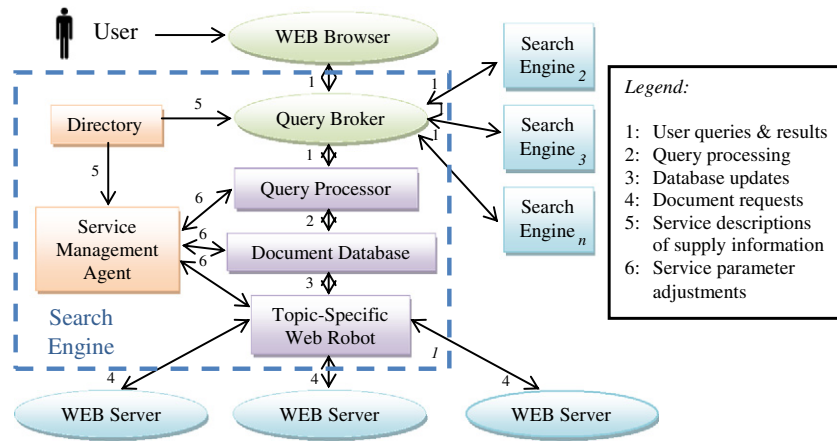 User
WEB Browser
Search
Engine 2
1
1
5
Directory
Query Broker
1
Search
Engine 3
1
5
6
Query Processor
Search
Engine n
Service
Management
Agent
6
2
6
Document Database
3
Search
Engine
Topic-Specific
Web Robot
1
4
4
4
WEB Server
WEB Server
WEB Server
Legend:
1: User queries & results
2: Query processing
3: Database updates
4: Document requests
5: Service descriptions
of supply information
6: Service parameter
adjustments